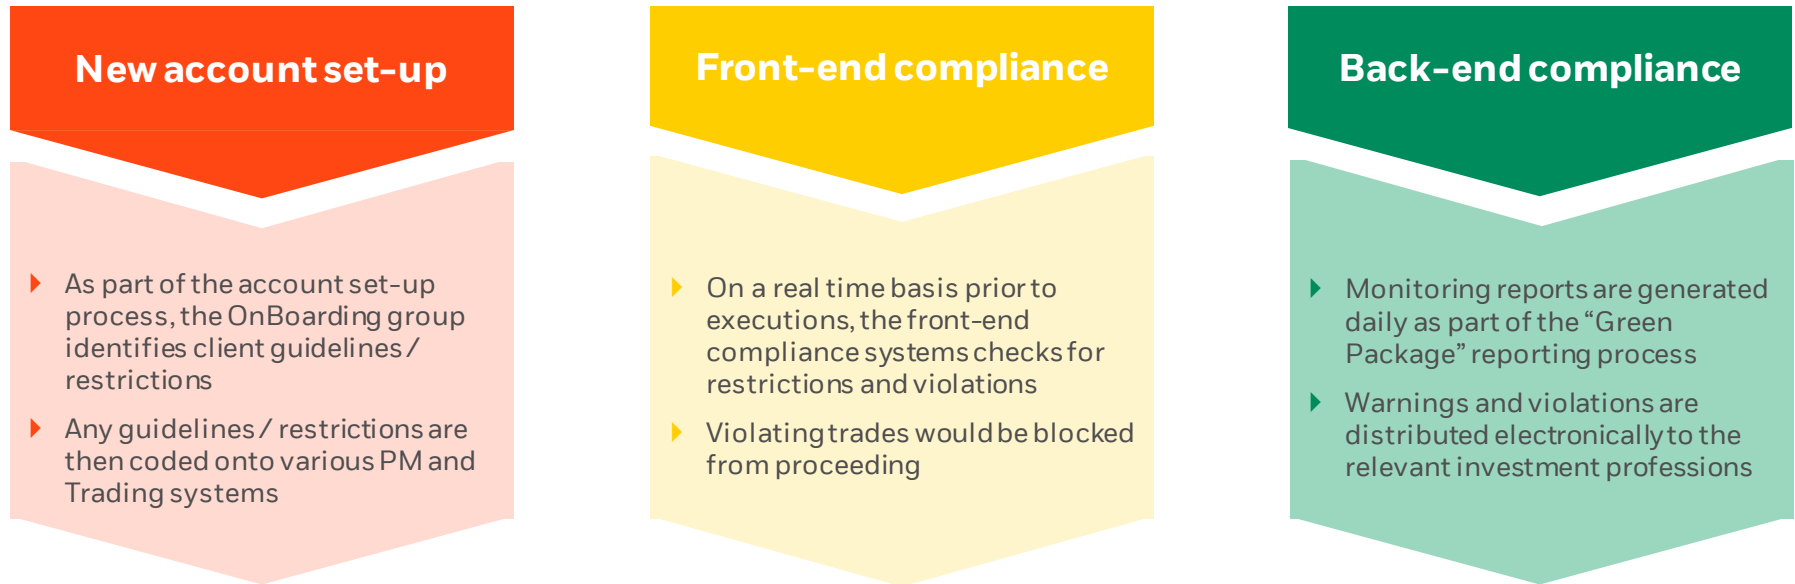 New account set-up
As part of the account set-up
process, the OnBoarding group
identifies client guidelines /
restrictions
Any guidelines / restrictions are
then coded onto various PM and
Trading systems
Front-end compliance
On a real time basis prior to
executions, the front-end
compliance systems checks for
restrictions and violations
Violating trades would be blocked
from proceeding
Back-end compliance
Monitoring reports are generated
daily as part of the “Green
Package” reporting process
Warnings and violations are
distributed electronically to the
relevant investment professions